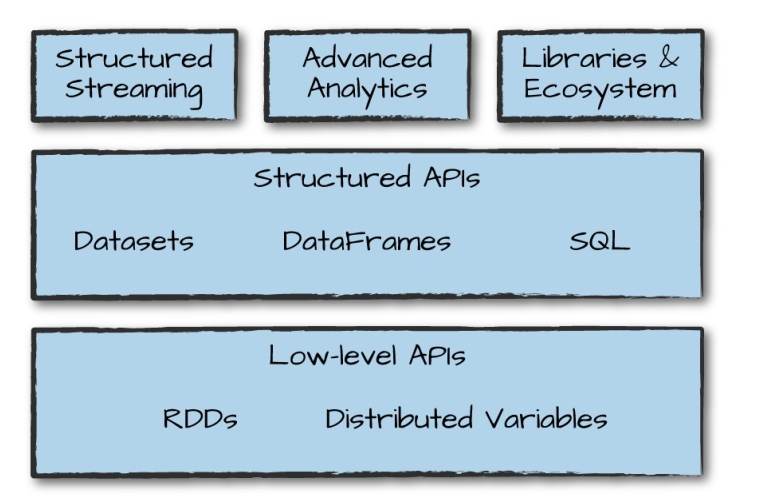 Structured
Streaming
Advanced
Analytics
Libraries &
Ecosystem
Structured APIs
Datasets DataFrames SQL
Low-level APIs
RDDs Distributed Variables